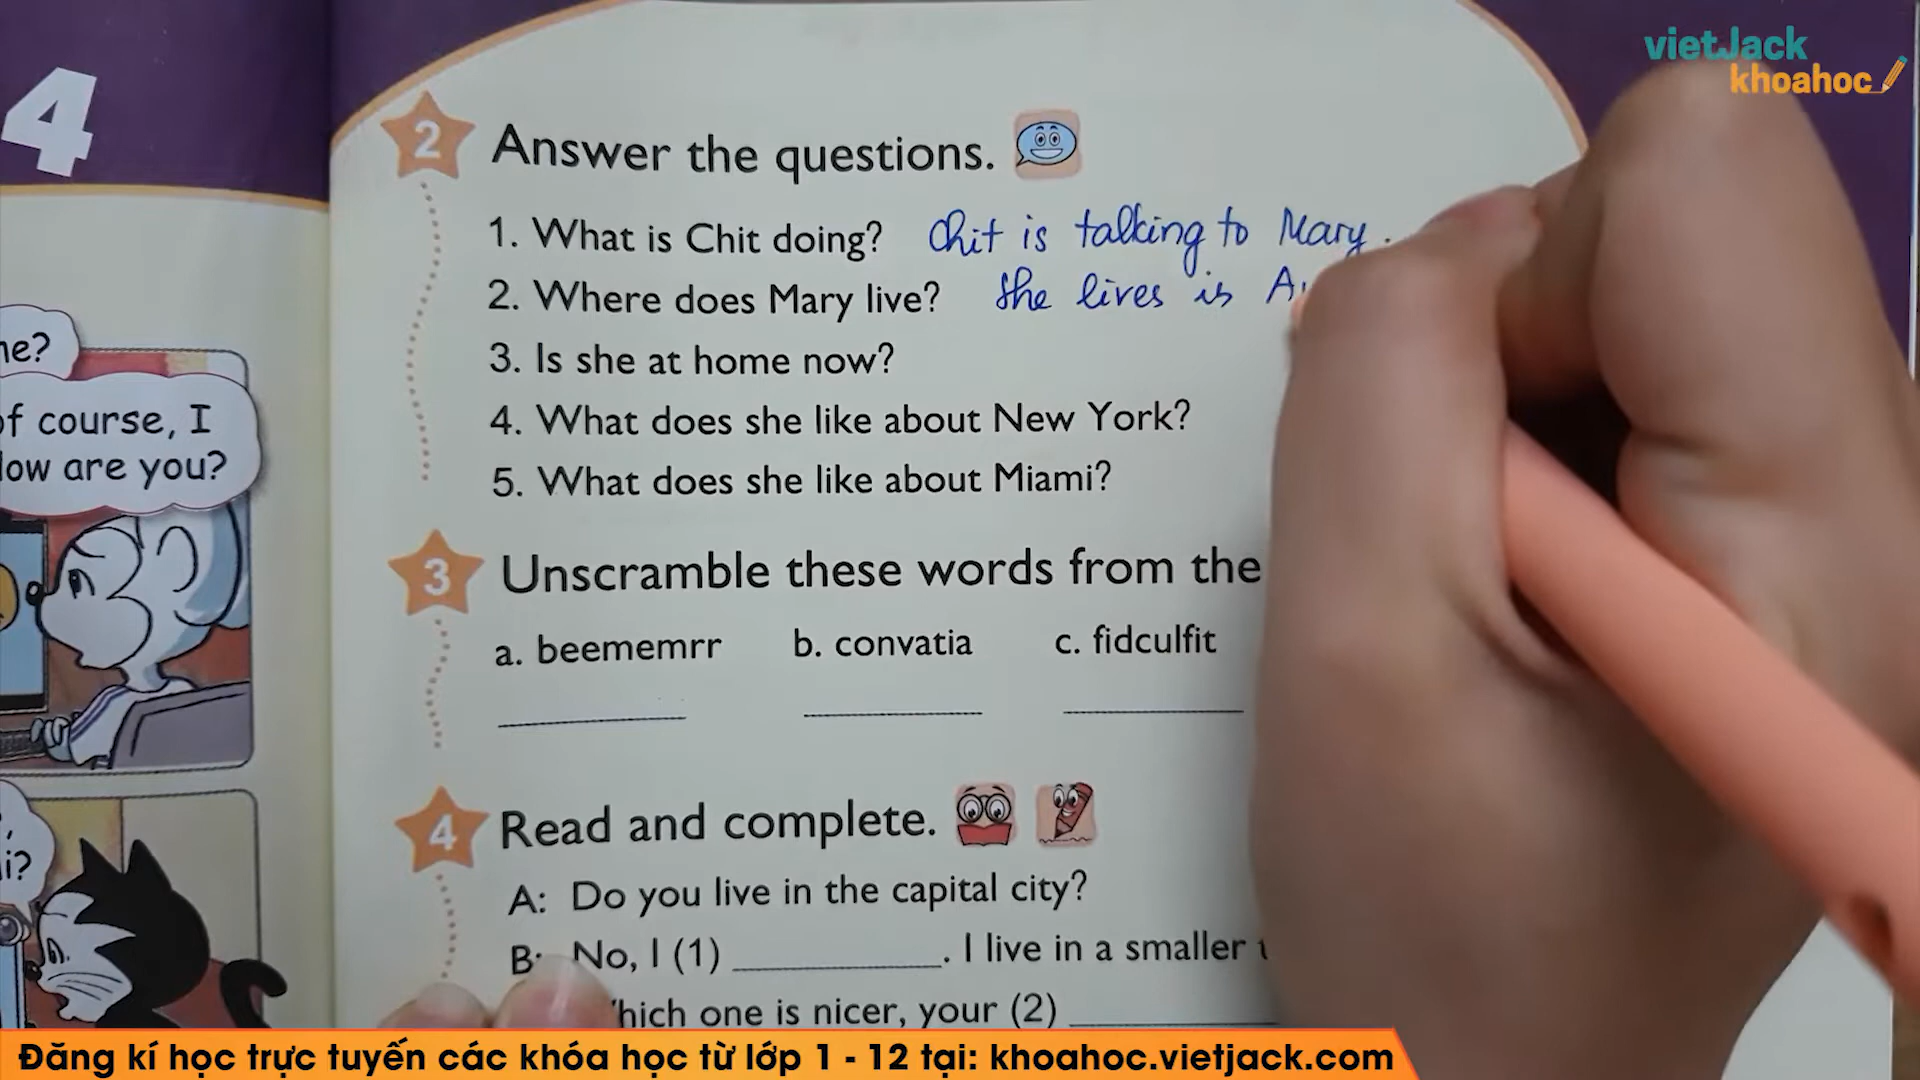 vietJack
khoahoc
4
2 Answer the questions.
1. What is Chit doing? Chit is talking to Mary.
2. Where does Mary live? She lives is
3. Is she at home now?
4. What does she like about New York?
5. What does she like about Miami?
ne?
of course, I
How are you?
3 Unscramble these words from the
a. beememrr b. convatia c. fidculfit
4 Read and complete.
A: Do you live in the capital city?
B: No, I (1) __________. I live in a smaller
i?
hich one is nicer, your (2) __________
Đăng kí học trực tuyến các khóa học từ lớp 1 - 12 tại: khoahoc.vietjack.com